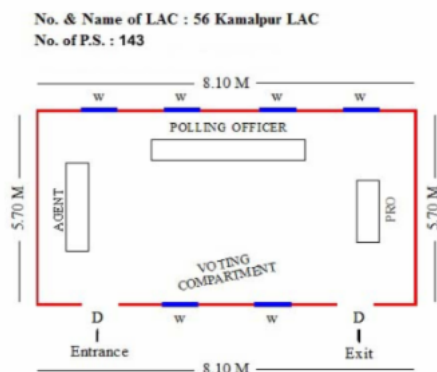 No. & Name of LAC : 56 Kamalpur LAC
No. of P.S. : 143
8.10 M
W W W W
POLLING OFFICER
5.70 M
AGENT
PRO
5.70 M
VOTING
COMPARTMENT
D W W D
Entrance Exit
8.10 M